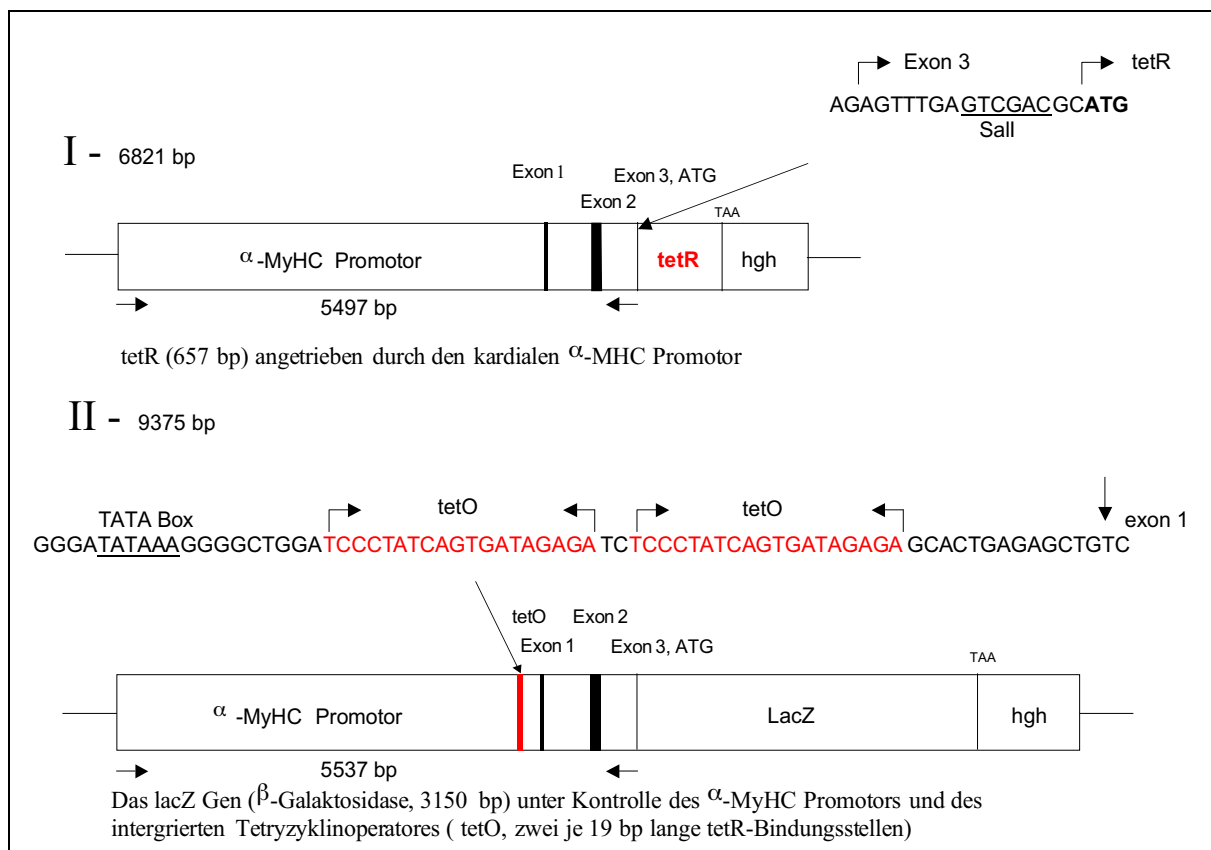 Exon 3 tetR
AGAGTTTGAGTCGACGCATG
SalI
I - 6821 bp
Exon 1 Exon 3, ATG
Exon 2 TAA
α-MyHC Promotor tetR hgh
5497 bp
tetR (657 bp) angetrieben durch den kardialen α-MHC Promotor
II - 9375 bp
TATA Box tetO tetO exon 1
GGGATATAAAGGGGCTGGATCCCTATCAGTGATAGAGA TCTCCCTATCAGTGATAGAGA GCACTGAGAGCTGTC
tetO Exon 2
Exon 1 Exon 3, ATG TAA
α -MyHC Promotor LacZ hgh
5537 bp
Das lacZ Gen (β-Galaktosidase, 3150 bp) unter Kontrolle des α-MyHC Promotors und des
intergrierten Tetryzyklinoperatores ( tetO, zwei je 19 bp lange tetR-Bindungsstellen)